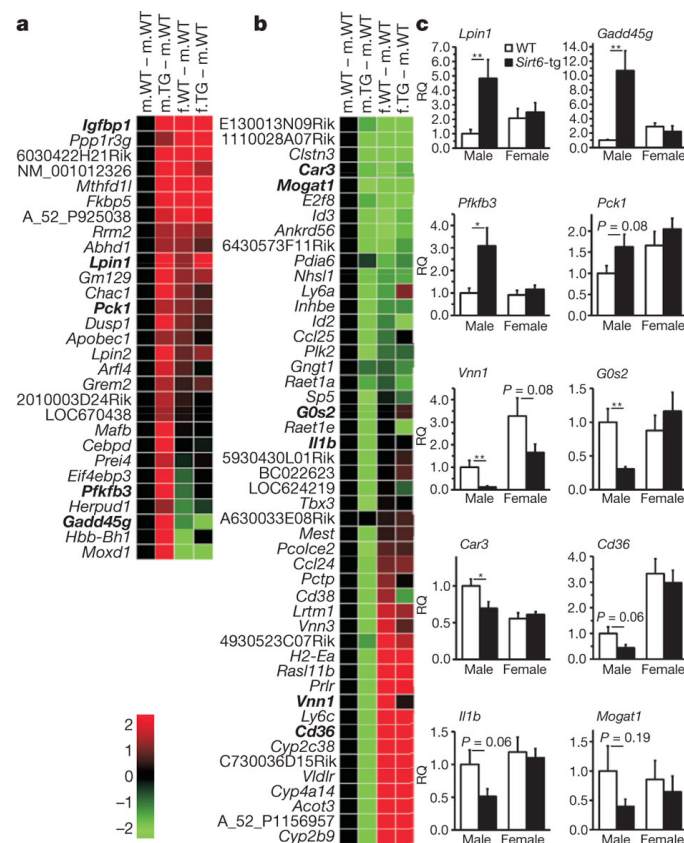 a
m.WT – m.WT
m.TG – m.WT
f.WT – m.WT
f.TG – m.WT
Igfbp1
Ppp1r3g
6030422H21Rik
NM_001012326
Mthfd1l
Fkbp5
A_52_P925038
Rrm2
Abhd1
Lpin1
Gm129
Chac1
Pck1
Dusp1
Apobec1
Lpin2
Arfl4
Grem2
2010003D24Rik
LOC670438
Mafb
Cebpd
Prei4
Eif4ebp3
Pfkfb3
Herpud1
Gadd45g
Hbb-Bh1
Moxd1
2
1
0
−1
−2
b
m.WT – m.WT
m.TG – m.WT
f.WT – m.WT
f.TG – m.WT
E130013N09Rik
1110028A07Rik
Clstn3
Car3
Mogat1
E2f8
Id3
Ankrd56
6430573F11Rik
Pdia6
Nhsl1
Ly6a
Inhbe
Id2
Ccl25
Plk2
Gngt1
Raet1a
Sp5
G0s2
Raet1e
Il1b
5930430L01Rik
BC022623
LOC624219
Tbx3
A630033E08Rik
Mest
Pcolce2
Ccl24
Pctp
Cd38
Lrtm1
Vnn3
4930523C07Rik
H2-Ea
Rasl11b
Prlr
Vnn1
Ly6c
Cd36
Cyp2c38
C730036D15Rik
Vldlr
Cyp4a14
Acot3
A_52_P1156957
Cyp2b9
c
Lpin1
RQ
7.0
6.0
5.0
4.0
3.0
2.0
1.0
0
**
Male Female
WT
Sirt6-tg
Gadd45g
14.0
12.0
10.0
8.0
6.0
4.0
2.0
0
**
Male Female
Pfkfb3
RQ
5.0
4.0
3.0
2.0
1.0
0
*
Male Female
Pck1
2.5
2.0
1.5
1.0
0.5
0
P = 0.08
Male Female
Vnn1
RQ
5.0
4.0
3.0
2.0
1.0
0
**
P = 0.08
Male Female
G0s2
1.5
1.0
0.5
0
**
Male Female
Car3
RQ
1.5
1.0
0.5
0
*
Male Female
Cd36
4.0
3.0
2.0
1.0
0
P = 0.06
Male Female
Il1b
RQ
1.5
1.0
0.5
0.0
P = 0.06
Male Female
Mogat1
1.5
1.0
0.5
0.0
P = 0.19
Male Female